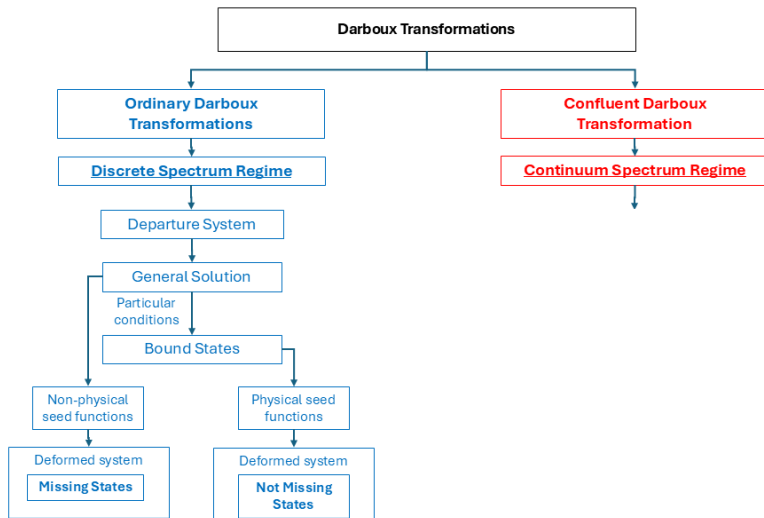 Darboux Transformations
Ordinary Darboux
Transformations
Confluent Darboux
Transformation
Discrete Spectrum Regime
Continuum Spectrum Regime
Departure System
General Solution
Particular
conditions
Bound States
Non-physical
seed functions
Physical seed
functions
Deformed system
Missing States
Deformed system
Not Missing
States